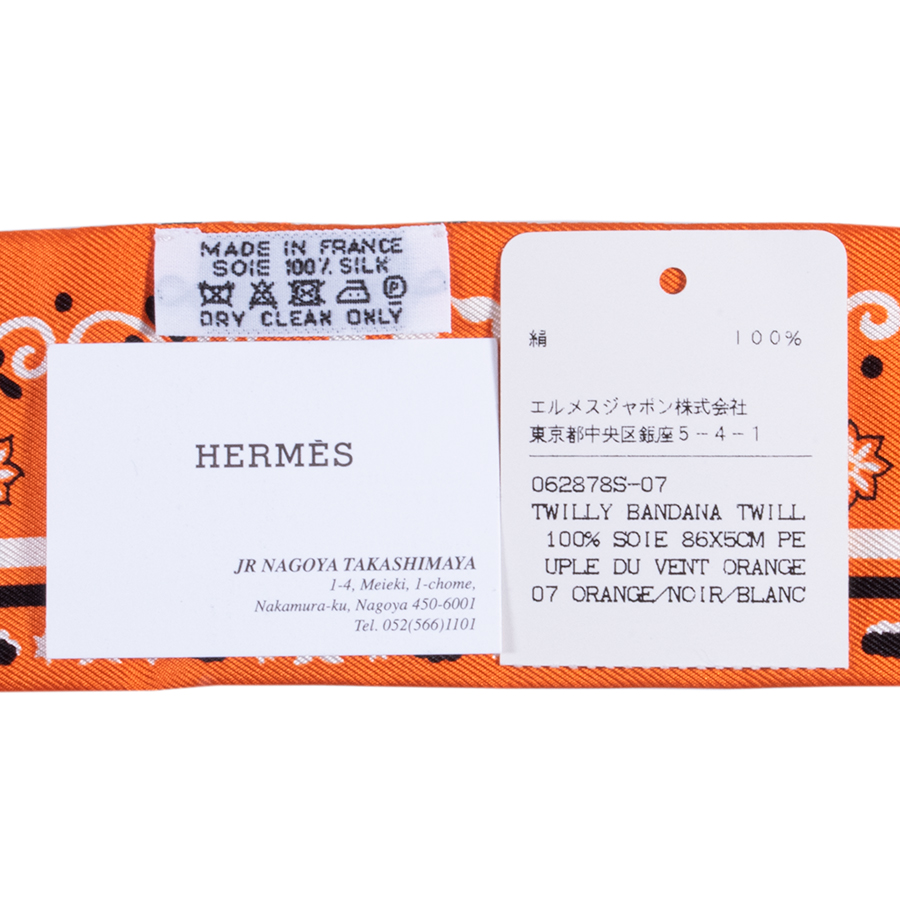 MADE IN FRANCE
SOIE 100% SILK
P
DRY CLEAN ONLY
HERMÈS
JR NAGOYA TAKASHIMAYA
1-4, Meieki, 1-chome,
Nakamura-ku, Nagoya 450-6001
Tel. 052(566)1101
絹 100%
エルメスジャポン株式会社
東京都中央区銀座5-4-1
062878S-07
TWILLY BANDANA TWILL
100% SOIE 86X5CM PE
UPLE DU VENT ORANGE
07 ORANGE/NOIR/BLANC